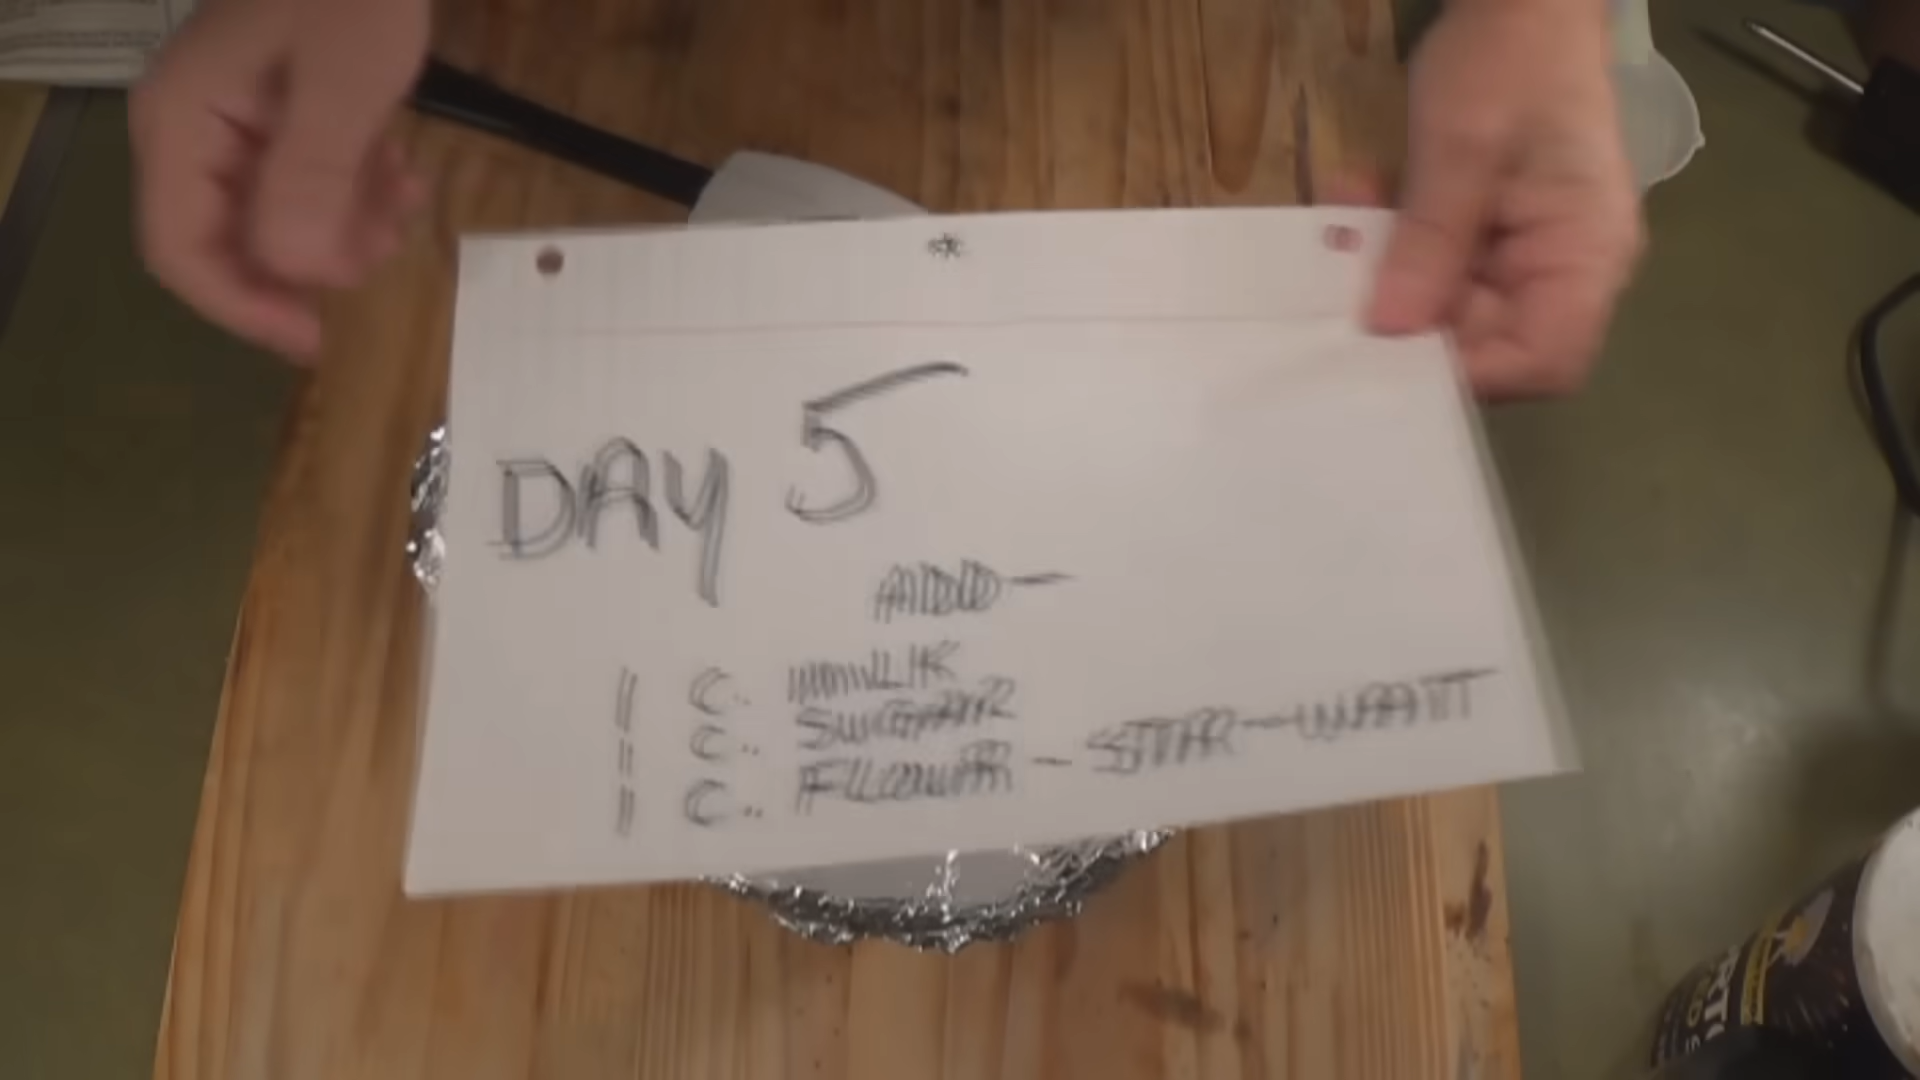 *
DAY 5
ADD-
1 C. MILK
1 C. SUGAR
1 C. FLOUR - STIR - WAIT